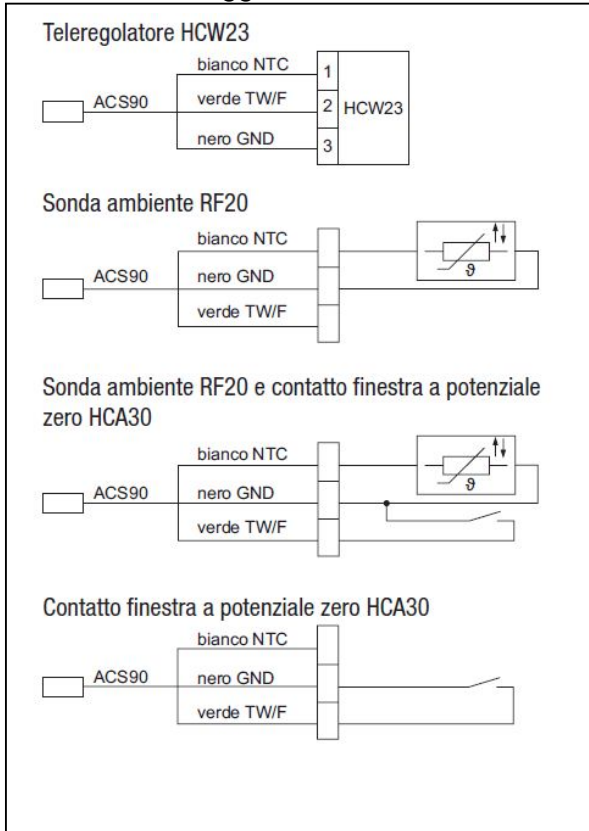 Teleregolatore HCW23
bianco NTC
1
ACS90
verde TW/F
2
HCW23
nero GND
3
Sonda ambiente RF20
bianco NTC
ACS90
nero GND
ϑ
verde TW/F
Sonda ambiente RF20 e contatto finestra a potenziale
zero HCA30
bianco NTC
ACS90
nero GND
ϑ
verde TW/F
Contatto finestra a potenziale zero HCA30
bianco NTC
ACS90
nero GND
verde TW/F